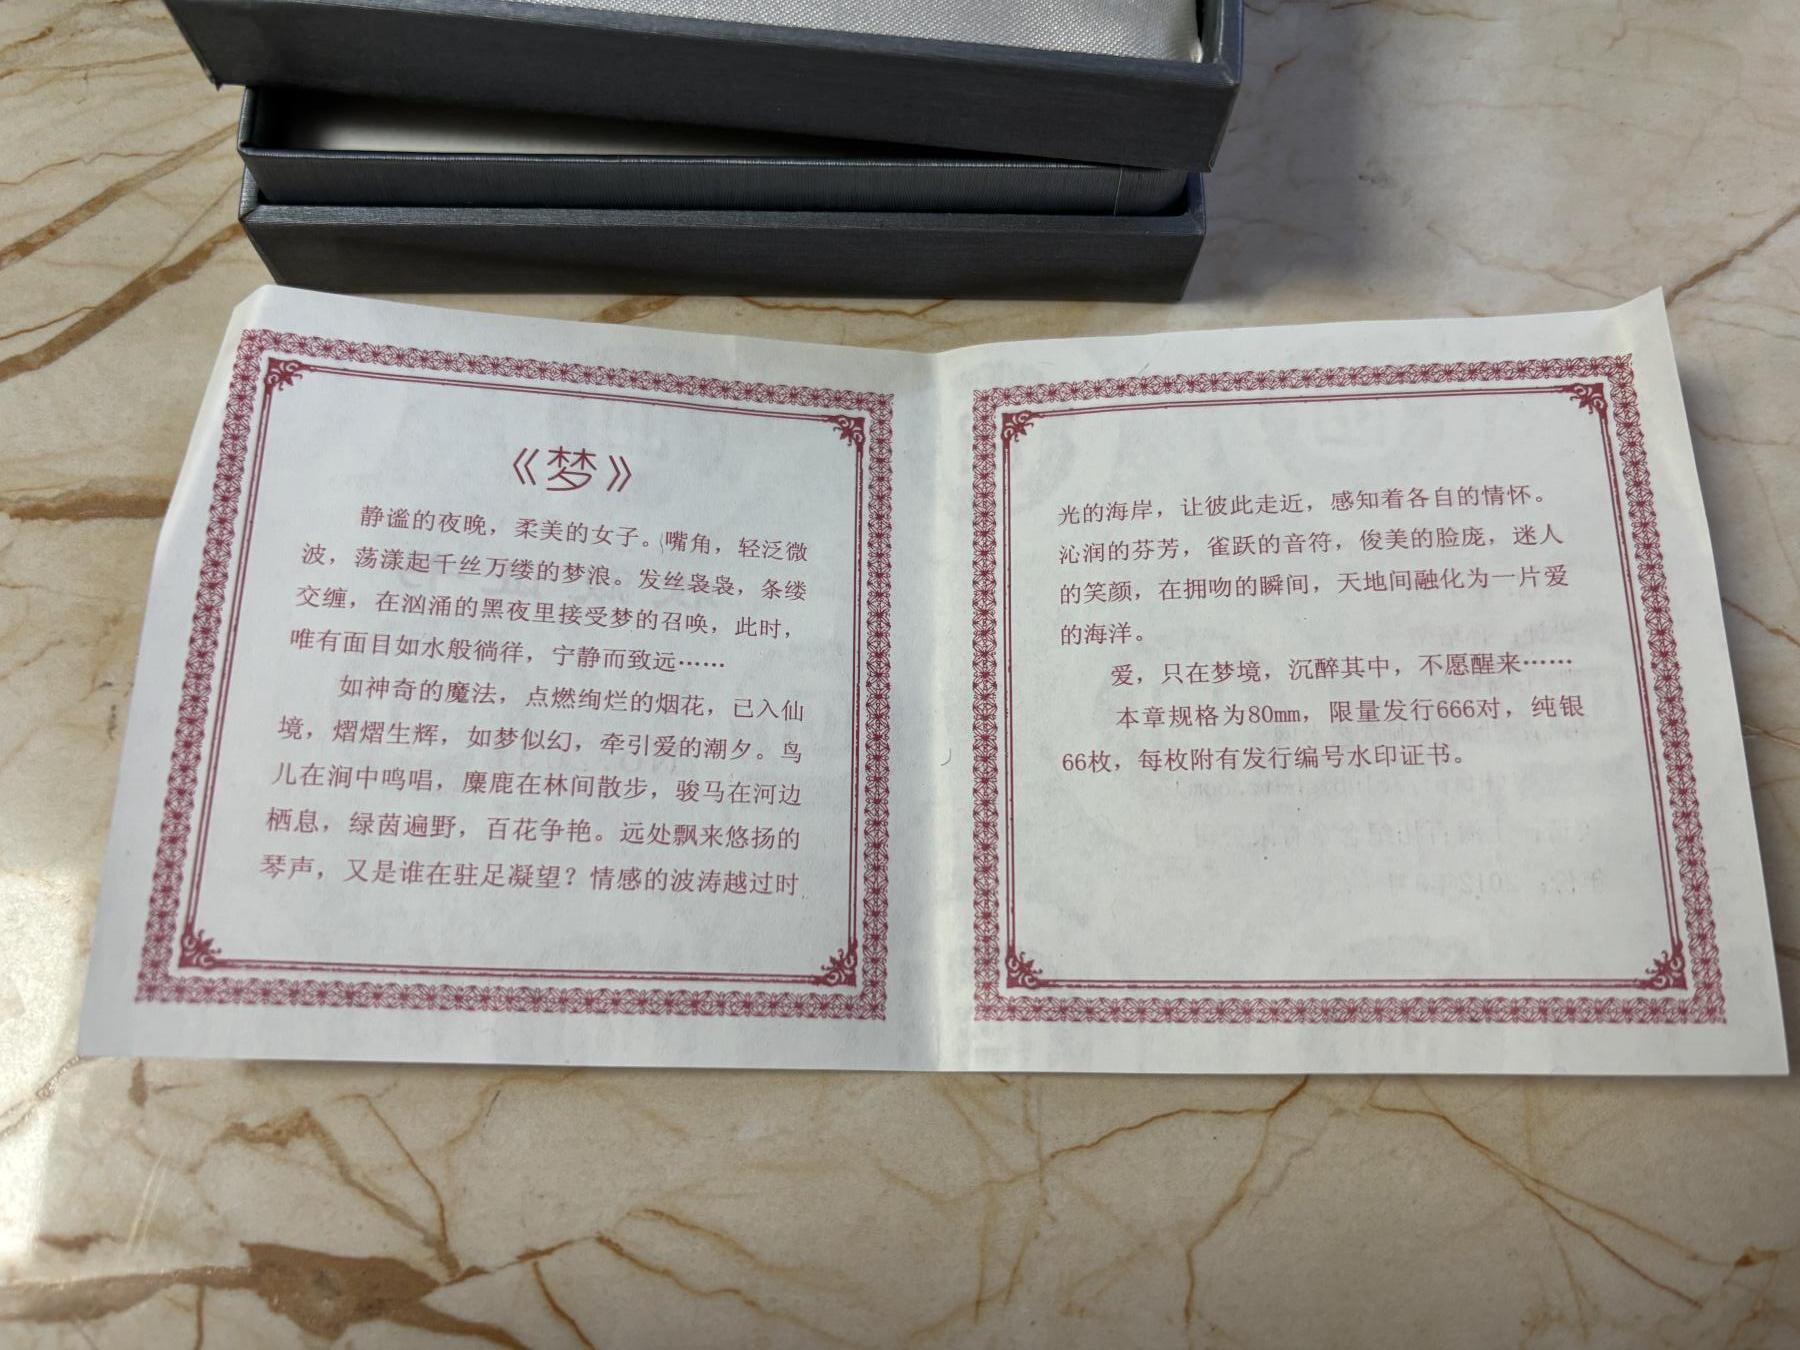 《梦》
静谧的夜晚，柔美的女子。嘴角，轻泛微
波，荡漾起千丝万缕的梦浪。发丝袅袅，条缕
交缠，在汹涌的黑夜里接受梦的召唤，此时，
唯有面目如水般徜徉，宁静而致远……
如神奇的魔法，点燃绚烂的烟花，已入仙
境，熠熠生辉，如梦似幻，牵引爱的潮夕。鸟
儿在涧中鸣唱，麋鹿在林间散步，骏马在河边
栖息，绿茵遍野，百花争艳。远处飘来悠扬的
琴声，又是谁在驻足凝望？情感的波涛越过时
光的海岸，让彼此走近，感知着各自的情怀。
沁润的芬芳，雀跃的音符，俊美的脸庞，迷人
的笑颜，在拥吻的瞬间，天地间融化为一片爱
的海洋。
爱，只在梦境，沉醉其中，不愿醒来……
本章规格为80mm，限量发行666对，纯银
66枚，每枚附有发行编号水印证书。